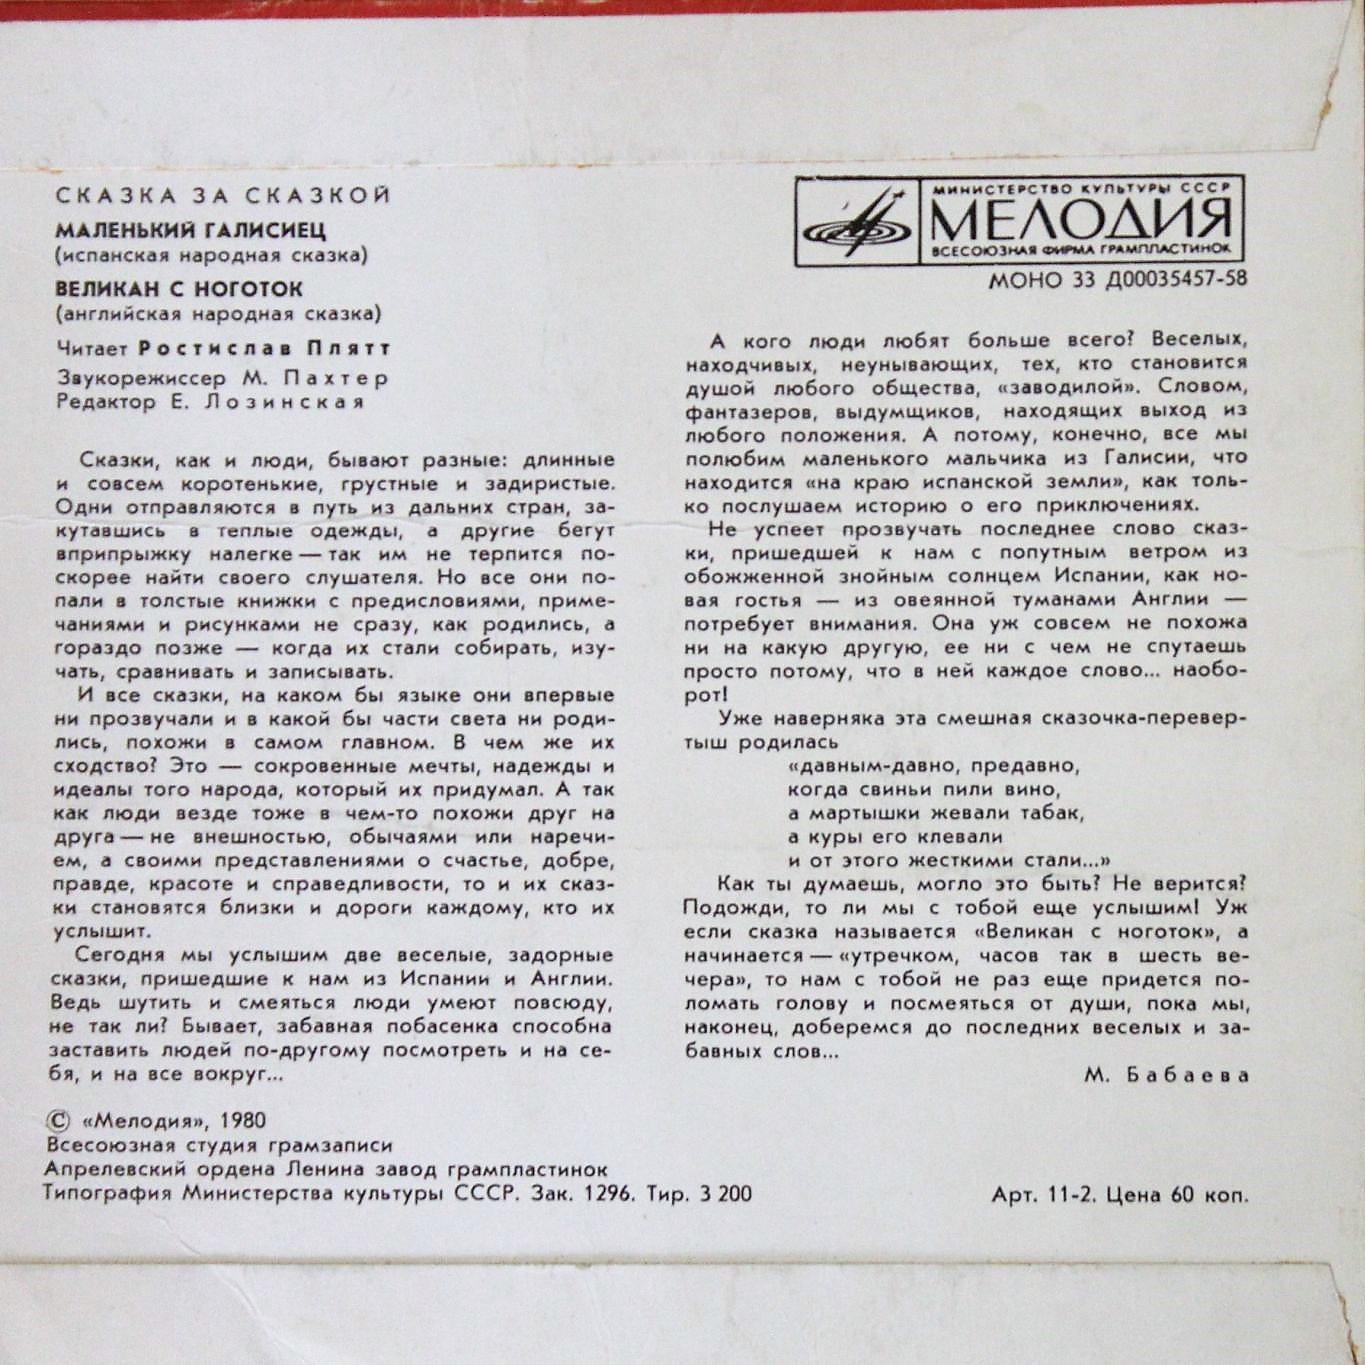 СКАЗКА ЗА СКАЗКОЙ
МАЛЕНЬКИЙ ГАЛИСИЕЦ
(испанская народная сказка)
ВЕЛИКАН С НОГОТОК
(английская народная сказка)
Читает Ростислав Плятт
Звукорежиссер М. Пахтер
Редактор Е. Лозинская
Сказки, как и люди, бывают разные: длинные
и совсем коротенькие, грустные и задиристые.
Одни отправляются в путь из дальних стран, за-
кутавшись в теплые одежды, а другие бегут
вприпрыжку налегке — так им не терпится по-
скорее найти своего слушателя. Но все они по-
пали в толстые книжки с предисловиями, приме-
чаниями и рисунками не сразу, как родились, а
гораздо позже — когда их стали собирать, изу-
чать, сравнивать и записывать.
И все сказки, на каком бы языке они впервые
ни прозвучали и в какой бы части света ни роди-
лись, похожи в самом главном. В чем же их
сходство? Это — сокровенные мечты, надежды и
идеалы того народа, который их придумал. А так
как люди везде тоже в чем-то похожи друг на
друга — не внешностью, обычаями или наречи-
ем, а своими представлениями о счастье, добре,
правде, красоте и справедливости, то и их сказ-
ки становятся близки и дороги каждому, кто их
услышит.
Сегодня мы услышим две веселые, задорные
сказки, пришедшие к нам из Испании и Англии.
Ведь шутить и смеяться люди умеют повсюду,
не так ли? Бывает, забавная побасенка способна
заставить людей по-другому посмотреть и на се-
бя, и на все вокруг...
МИНИСТЕРСТВО КУЛЬТУРЫ СССР
МЕЛОДИЯ
ВСЕСОЮЗНАЯ ФИРМА ГРАМПЛАСТИНОК
МОНО 33 Д00035457-58
А кого люди любят больше всего? Веселых,
находчивых, неунывающих, тех, кто становится
душой любого общества, «заводилой». Словом,
фантазеров, выдумщиков, находящих выход из
любого положения. А потому, конечно, все мы
полюбим маленького мальчика из Галисии, что
находится «на краю испанской земли», как толь-
ко послушаем историю о его приключениях.
Не успеет прозвучать последнее слово сказ-
ки, пришедшей к нам с попутным ветром из
обожженной знойным солнцем Испании, как но-
вая гостья — из овеянной туманами Англии —
потребует внимания. Она уж совсем не похожа
ни на какую другую, ее ни с чем не спутаешь
просто потому, что в ней каждое слово... наобо-
рот!
Уже наверняка эта смешная сказочка-перевер-
тыш родилась
«давным-давно, предавно,
когда свиньи пили вино,
а мартышки жевали табак,
а куры его клевали
и от этого жесткими стали...»
Как ты думаешь, могло это быть? Не верится?
Подожди, то ли мы с тобой еще услышим! Уж
если сказка называется «Великан с ноготок», а
начинается — «утречком, часов так в шесть ве-
чера», то нам с тобой не раз еще придется по-
ломать голову и посмеяться от души, пока мы,
наконец, доберемся до последних веселых и за-
бавных слов...
М. Бабаева
© «Мелодия», 1980
Всесоюзная студия грамзаписи
Апрелевский ордена Ленина завод грампластинок
Типография Министерства культуры СССР. Зак. 1296. Тир. 3 200
Арт. 11-2. Цена 60 коп.